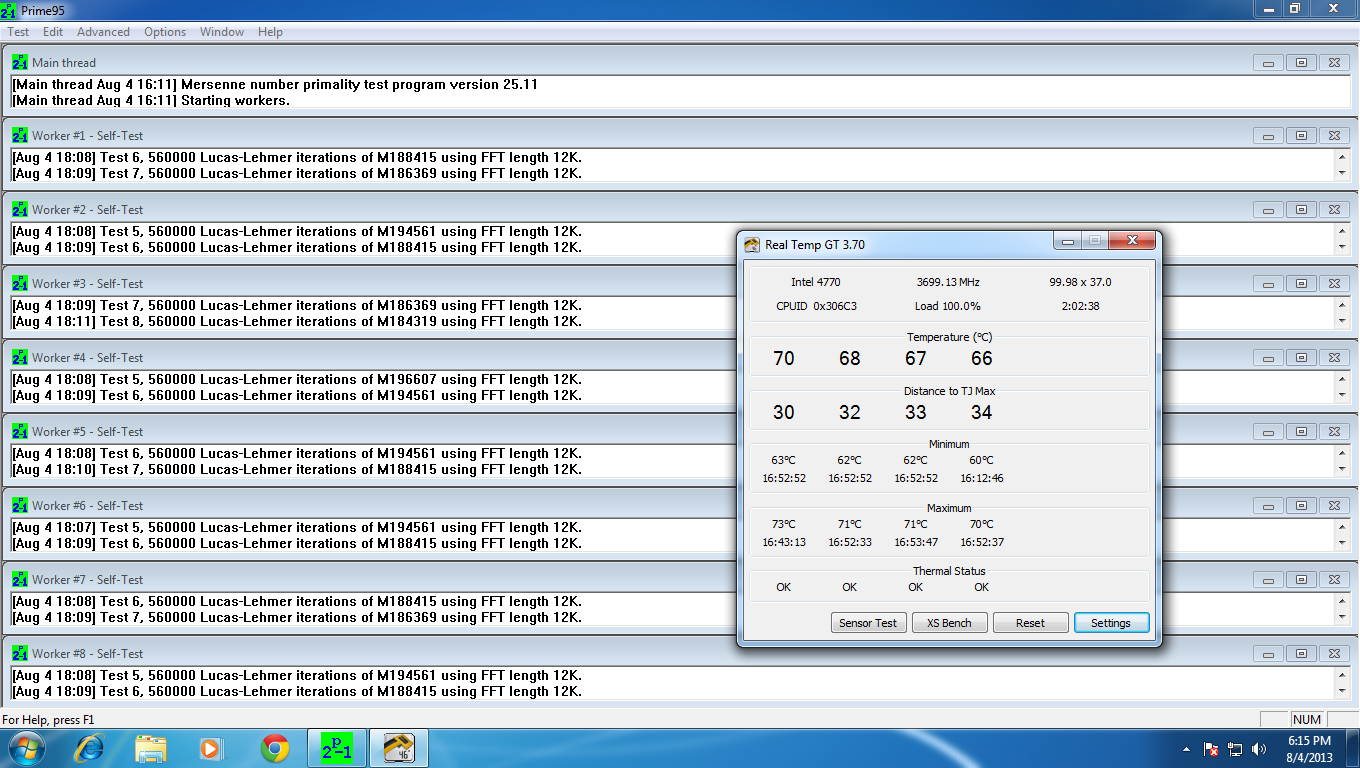 Prime95
Test Edit Advanced Options Window Help
Main thread
[Main thread Aug 4 16:11] Mersenne number primality test program version 25.11
[Main thread Aug 4 16:11] Starting workers.
Worker #1 - Self-Test
[Aug 4 18:08] Test 6, 560000 Lucas-Lehmer iterations of M188415 using FFT length 12K.
[Aug 4 18:09] Test 7, 560000 Lucas-Lehmer iterations of M186369 using FFT length 12K.
Worker #2 - Self-Test
[Aug 4 18:08] Test 5, 560000 Lucas-Lehmer iterations of M194561 using FFT length 12K.
[Aug 4 18:09] Test 6, 560000 Lucas-Lehmer iterations of M188415 using FFT length 12K.
Worker #3 - Self-Test
[Aug 4 18:09] Test 7, 560000 Lucas-Lehmer iterations of M186369 using FFT length 12K.
[Aug 4 18:11] Test 8, 560000 Lucas-Lehmer iterations of M184319 using FFT length 12K.
Worker #4 - Self-Test
[Aug 4 18:08] Test 5, 560000 Lucas-Lehmer iterations of M196607 using FFT length 12K.
[Aug 4 18:09] Test 6, 560000 Lucas-Lehmer iterations of M194561 using FFT length 12K.
Worker #5 - Self-Test
[Aug 4 18:08] Test 6, 560000 Lucas-Lehmer iterations of M194561 using FFT length 12K.
[Aug 4 18:10] Test 7, 560000 Lucas-Lehmer iterations of M188415 using FFT length 12K.
Worker #6 - Self-Test
[Aug 4 18:07] Test 5, 560000 Lucas-Lehmer iterations of M194561 using FFT length 12K.
[Aug 4 18:09] Test 6, 560000 Lucas-Lehmer iterations of M188415 using FFT length 12K.
Worker #7 - Self-Test
[Aug 4 18:08] Test 6, 560000 Lucas-Lehmer iterations of M188415 using FFT length 12K.
[Aug 4 18:09] Test 7, 560000 Lucas-Lehmer iterations of M186369 using FFT length 12K.
Worker #8 - Self-Test
[Aug 4 18:08] Test 5, 560000 Lucas-Lehmer iterations of M194561 using FFT length 12K.
[Aug 4 18:09] Test 6, 560000 Lucas-Lehmer iterations of M188415 using FFT length 12K.
Real Temp GT 3.70
Intel 4770 3699.13 MHz 99.98 x 37.0
CPUID 0x306C3 Load 100.0% 2:02:38
Temperature (°C)
70 68 67 66
Distance to TJ Max
30 32 33 34
Minimum
63°C 62°C 62°C 60°C
16:52:52 16:52:52 16:52:52 16:12:46
Maximum
73°C 71°C 71°C 70°C
16:43:13 16:52:33 16:53:47 16:52:37
Thermal Status
OK OK OK OK
Sensor Test XS Bench Reset Settings
For Help, press F1
NUM
2P-1
46°
6:15 PM
8/4/2013